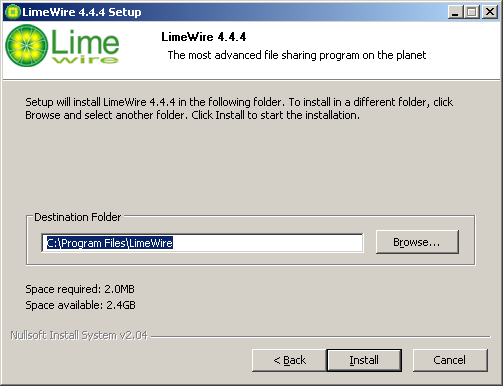 LimeWire 4.4.4 Setup
Lime
wire
LimeWire 4.4.4
The most advanced file sharing program on the planet
Setup will install LimeWire 4.4.4 in the following folder. To install in a different folder, click
Browse and select another folder. Click Install to start the installation.
Destination Folder
C:\Program Files\LimeWire
Browse...
Space required: 2.0MB
Space available: 2.4GB
Nullsoft Install System v2.04
< Back
Install
Cancel